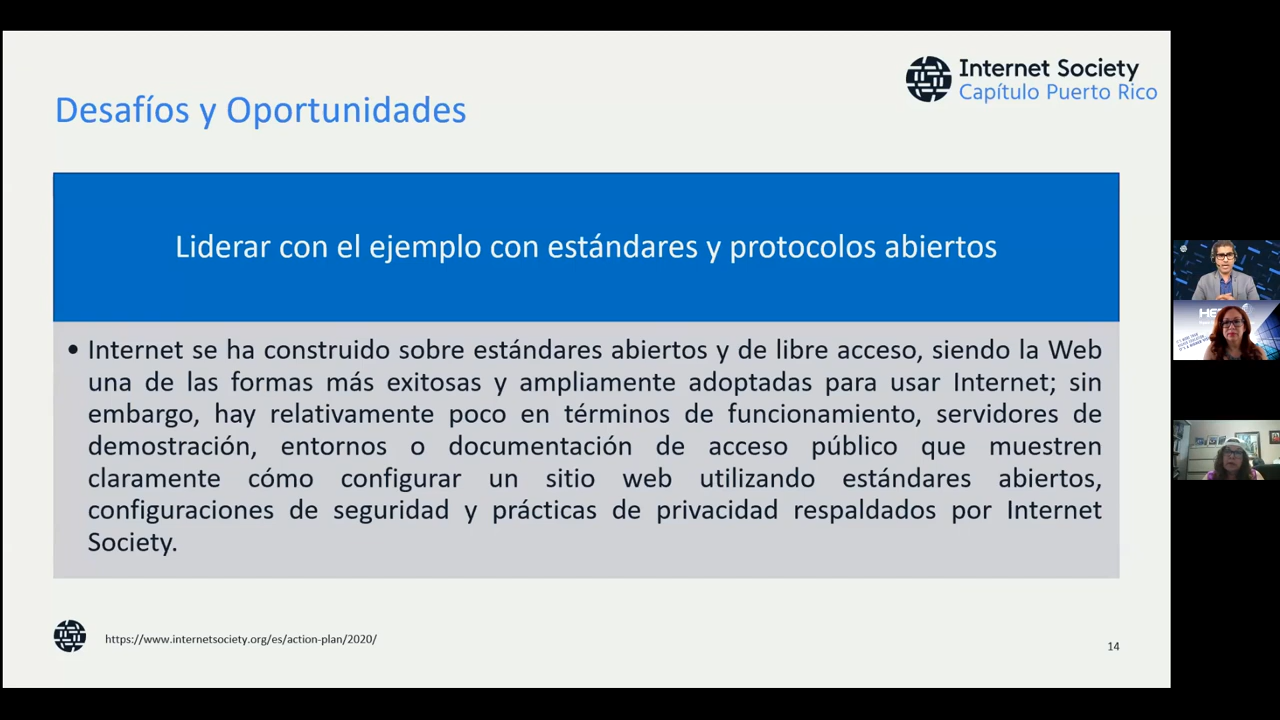 Internet Society
Capítulo Puerto Rico
Desafíos y Oportunidades
Liderar con el ejemplo con estándares y protocolos abiertos
• Internet se ha construido sobre estándares abiertos y de libre acceso, siendo la Web
una de las formas más exitosas y ampliamente adoptadas para usar Internet; sin
embargo, hay relativamente poco en términos de funcionamiento, servidores de
demostración, entornos o documentación de acceso público que muestren
claramente cómo configurar un sitio web utilizando estándares abiertos,
configuraciones de seguridad y prácticas de privacidad respaldados por Internet
Society.
https://www.internetsociety.org/es/action-plan/2020/
14